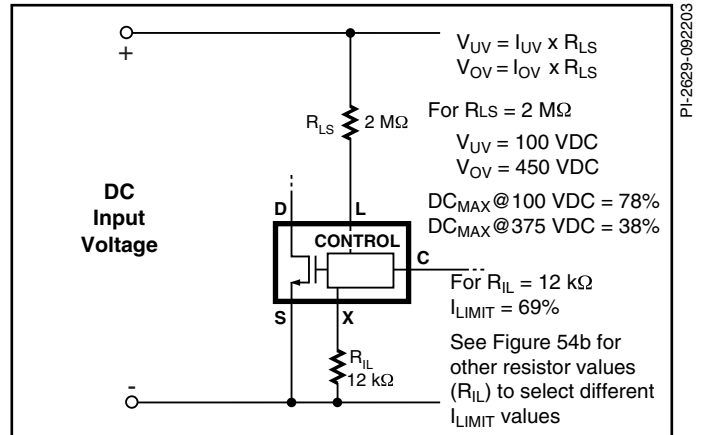 +
DC
Input
Voltage
-
R_LS 2 MΩ
D L
CONTROL
C
S X
R_IL
12 kΩ
V_UV = I_UV x R_LS
V_OV = I_OV x R_LS
For RLS = 2 MΩ
V_UV = 100 VDC
V_OV = 450 VDC
DC_MAX@100 VDC = 78%
DC_MAX@375 VDC = 38%
For R_IL = 12 kΩ
I_LIMIT = 69%
See Figure 54b for
other resistor values
(R_IL) to select different
I_LIMIT values
PI-2629-092203